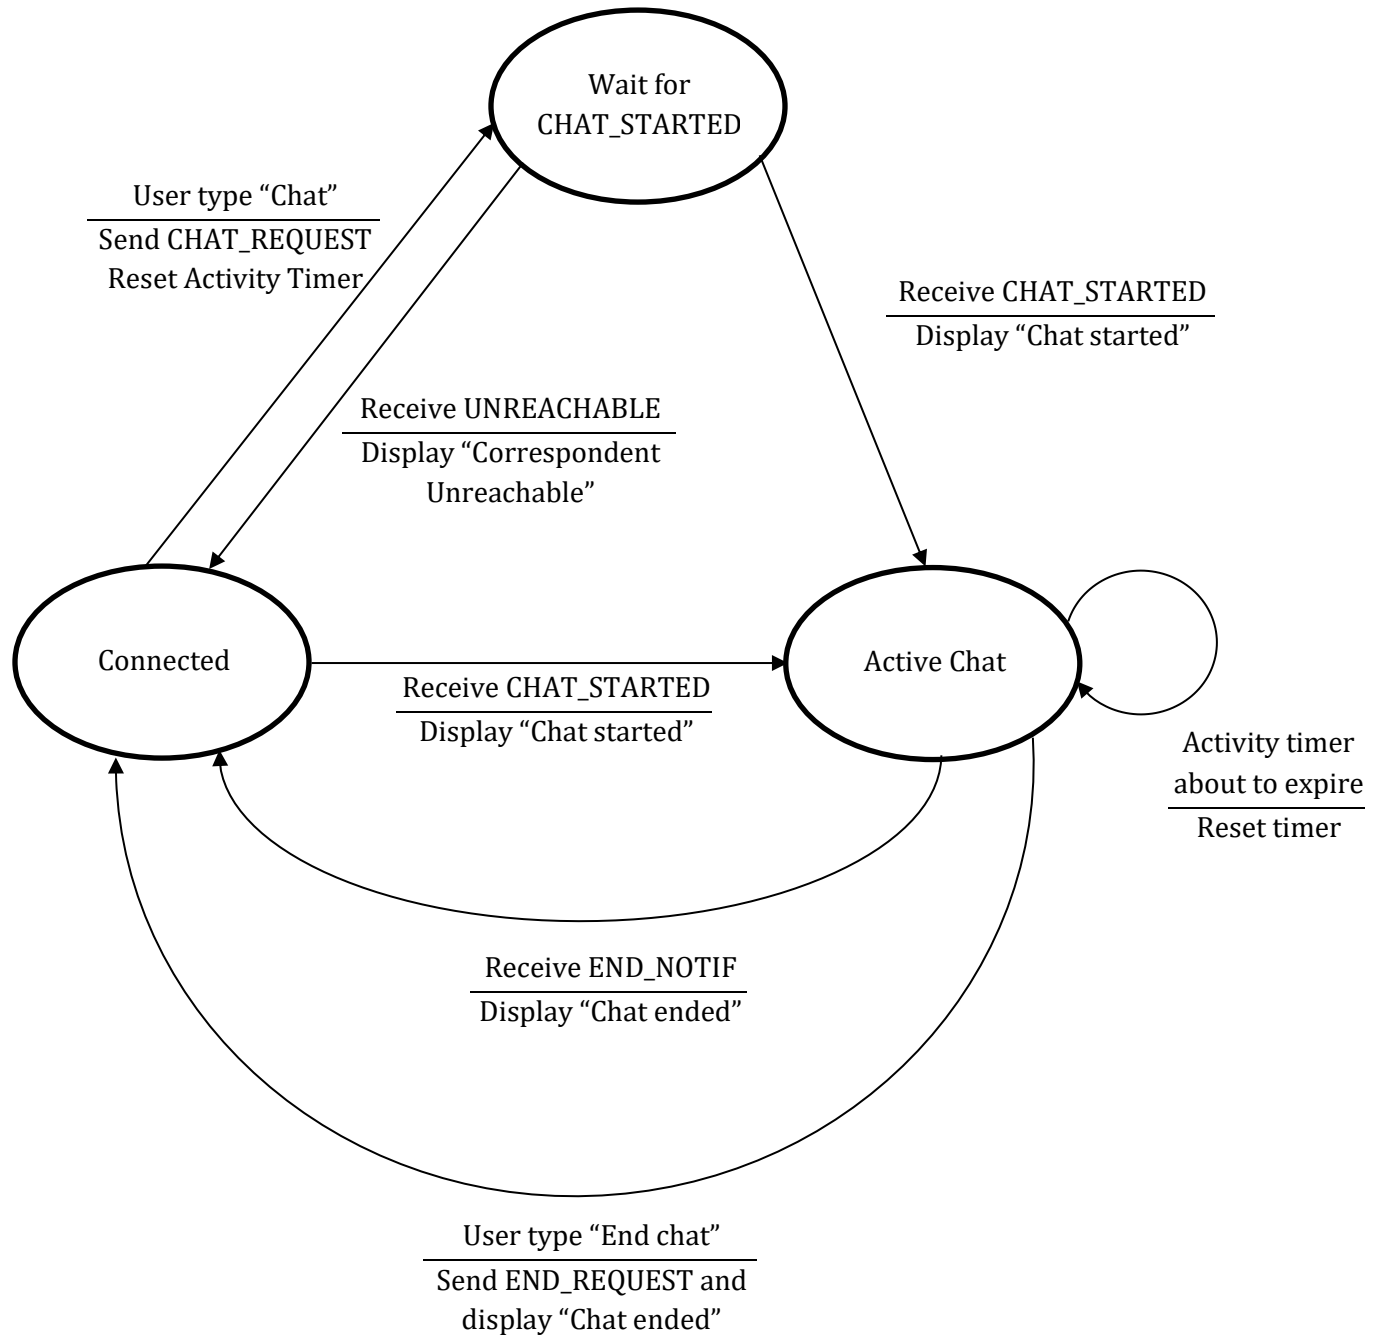 Wait for
CHAT_STARTED
User type “Chat”
Send CHAT_REQUEST
Reset Activity Timer
Receive CHAT_STARTED
Display “Chat started”
Receive UNREACHABLE
Display “Correspondent
Unreachable”
Connected
Active Chat
Receive CHAT_STARTED
Display “Chat started”
Activity timer
about to expire
Reset timer
Receive END_NOTIF
Display “Chat ended”
User type “End chat”
Send END_REQUEST and
display “Chat ended”